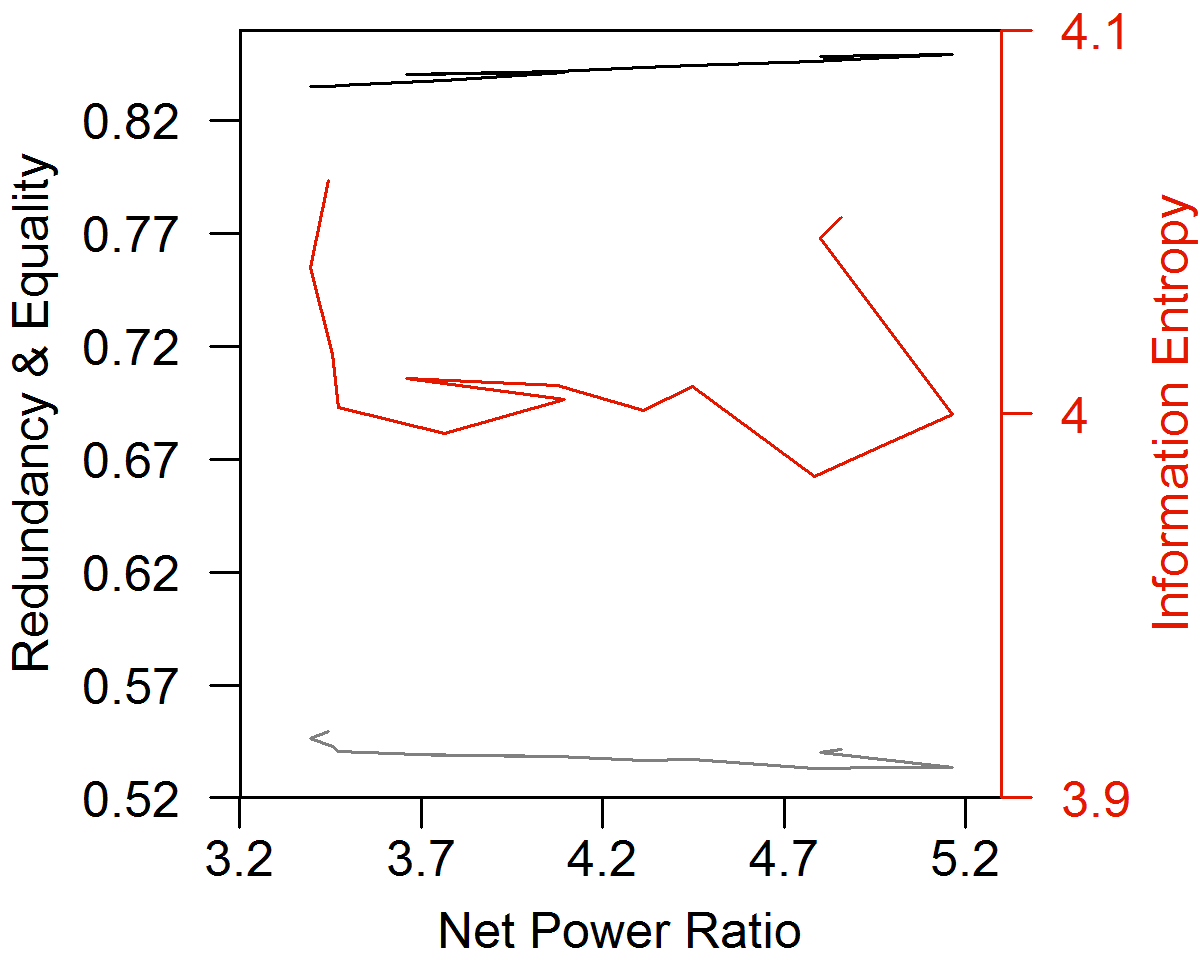 Redundancy & Equality
0.82
0.77
0.72
0.67
0.62
0.57
0.52
3.2 3.7 4.2 4.7 5.2
Net Power Ratio
4.1
4
3.9
Information Entropy